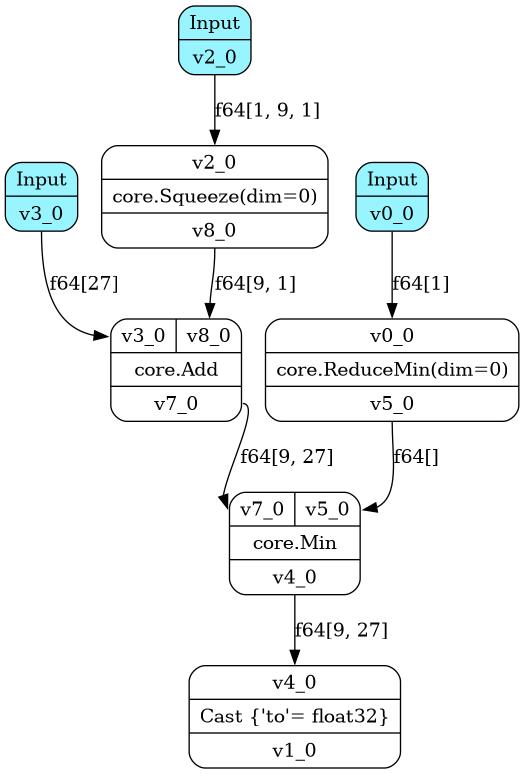 Input
v2_0
f64[1, 9, 1]
Input
v3_0
v2_0
core.Squeeze(dim=0)
v8_0
Input
v0_0
f64[27]
f64[9, 1]
f64[1]
v3_0 v8_0
core.Add
v7_0
v0_0
core.ReduceMin(dim=0)
v5_0
f64[9, 27]
f64[]
v7_0 v5_0
core.Min
v4_0
f64[9, 27]
v4_0
Cast {'to'= float32}
v1_0